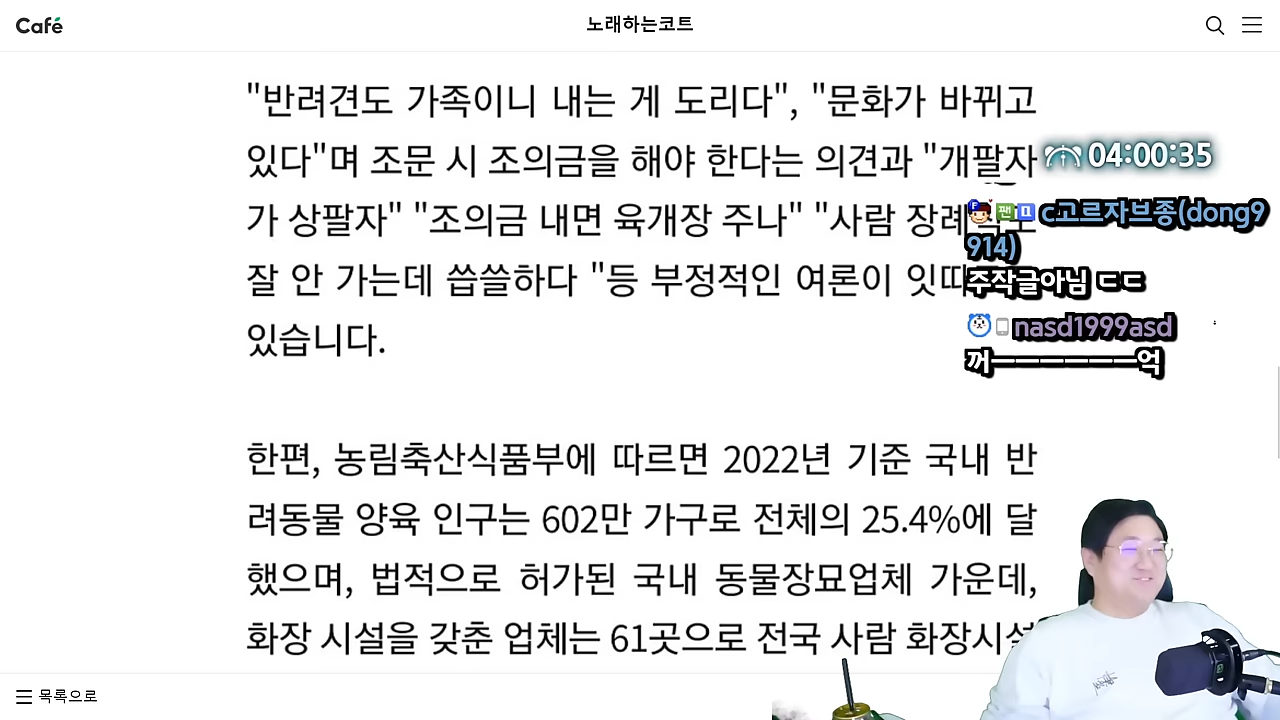 Café
노래하는코트
"반려견도 가족이니 내는 게 도리다", "문화가 바뀌고
있다"며 조문 시 조의금을 해야 한다는 의견과 "개팔자
가 상팔자" "조의금 내면 육개장 주나" "사람 장례
잘 안 가는데 씁쓸하다 "등 부정적인 여론이
있습니다.
한편, 농림축산식품부에 따르면 2022년 기준 국내 반
려동물 양육 인구는 602만 가구로 전체의 25.4%에 달
했으며, 법적으로 허가된 국내 동물장묘업체 가운데,
화장 시설을 갖춘 업체는 61곳으로 전국 사람 화장시설
04:00:35
팬 c고르자브종(dong9
914)
주작글아님 ㄷㄷ
nasd1999asd
꺼ㅡㅡㅡㅡㅡㅡ억
목록으로